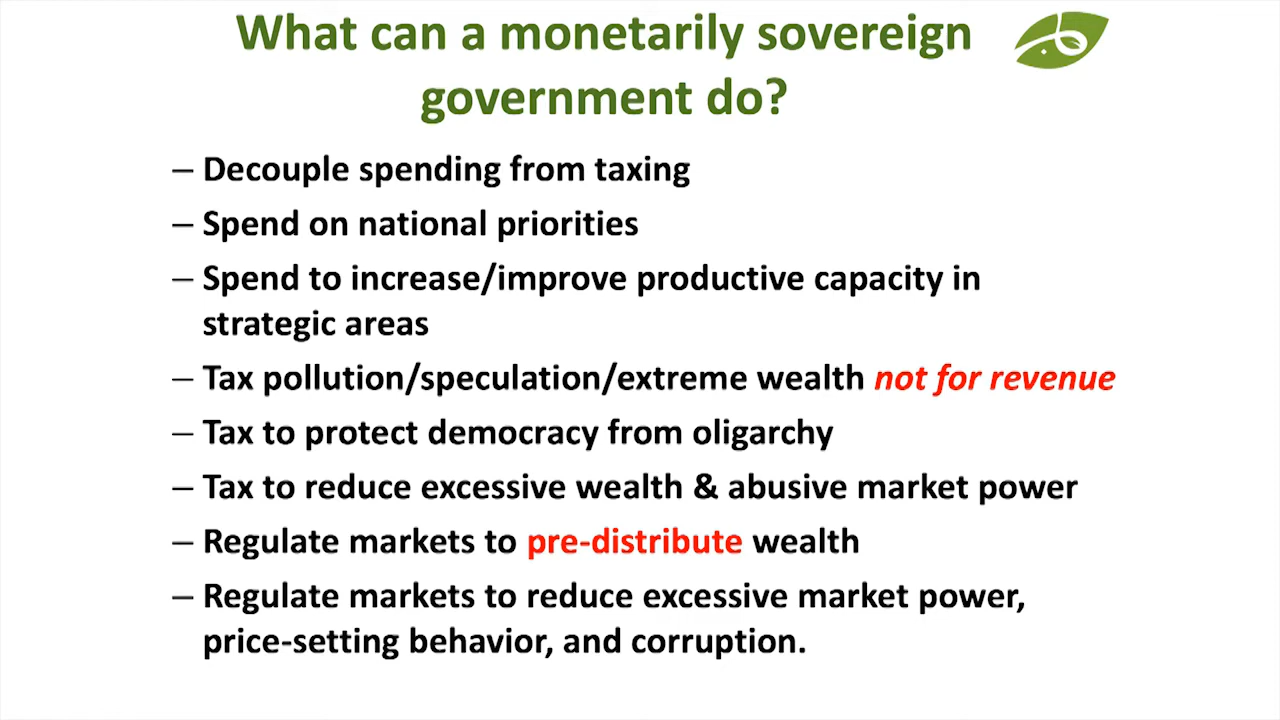 What can a monetarily sovereign
government do?
– Decouple spending from taxing
– Spend on national priorities
– Spend to increase/improve productive capacity in
strategic areas
– Tax pollution/speculation/extreme wealth not for revenue
– Tax to protect democracy from oligarchy
– Tax to reduce excessive wealth & abusive market power
– Regulate markets to pre-distribute wealth
– Regulate markets to reduce excessive market power,
price-setting behavior, and corruption.